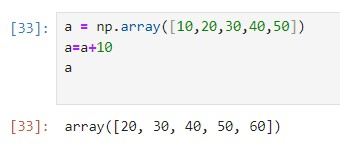 [33]: a = np.array([10,20,30,40,50])
a=a+10
a
[33]: array([20, 30, 40, 50, 60])